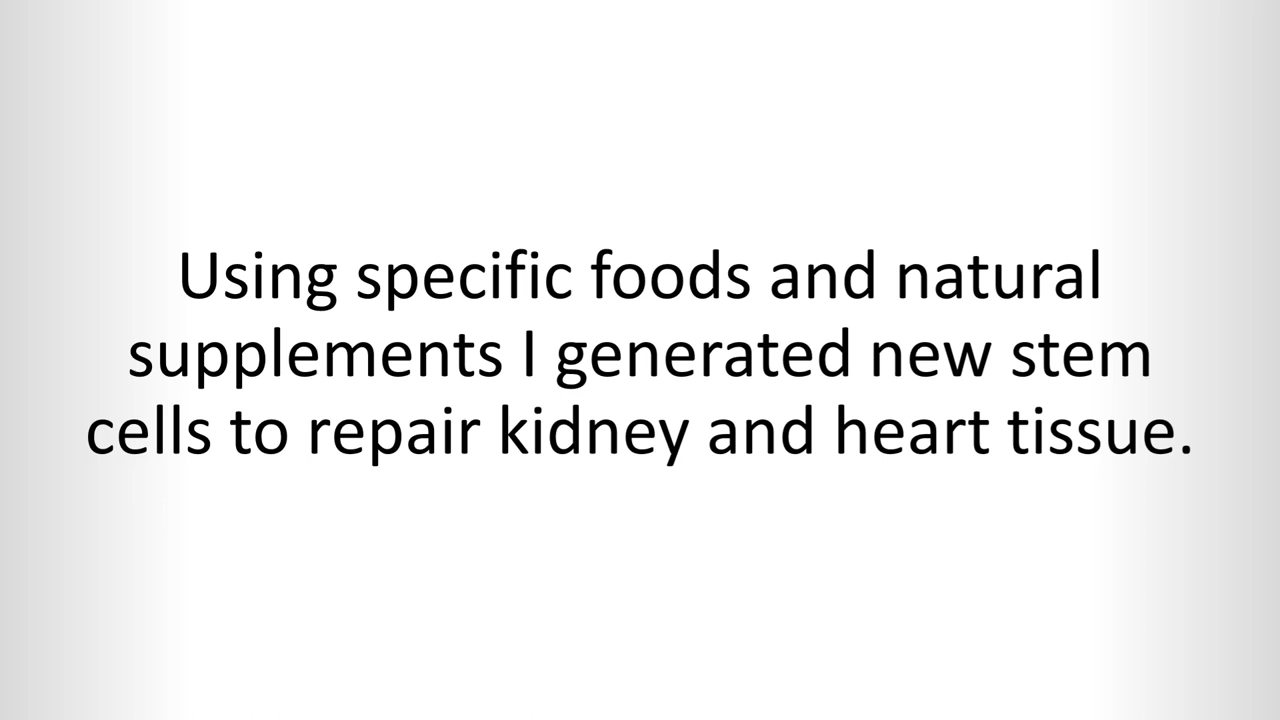 Using specific foods and natural
supplements I generated new stem
cells to repair kidney and heart tissue.